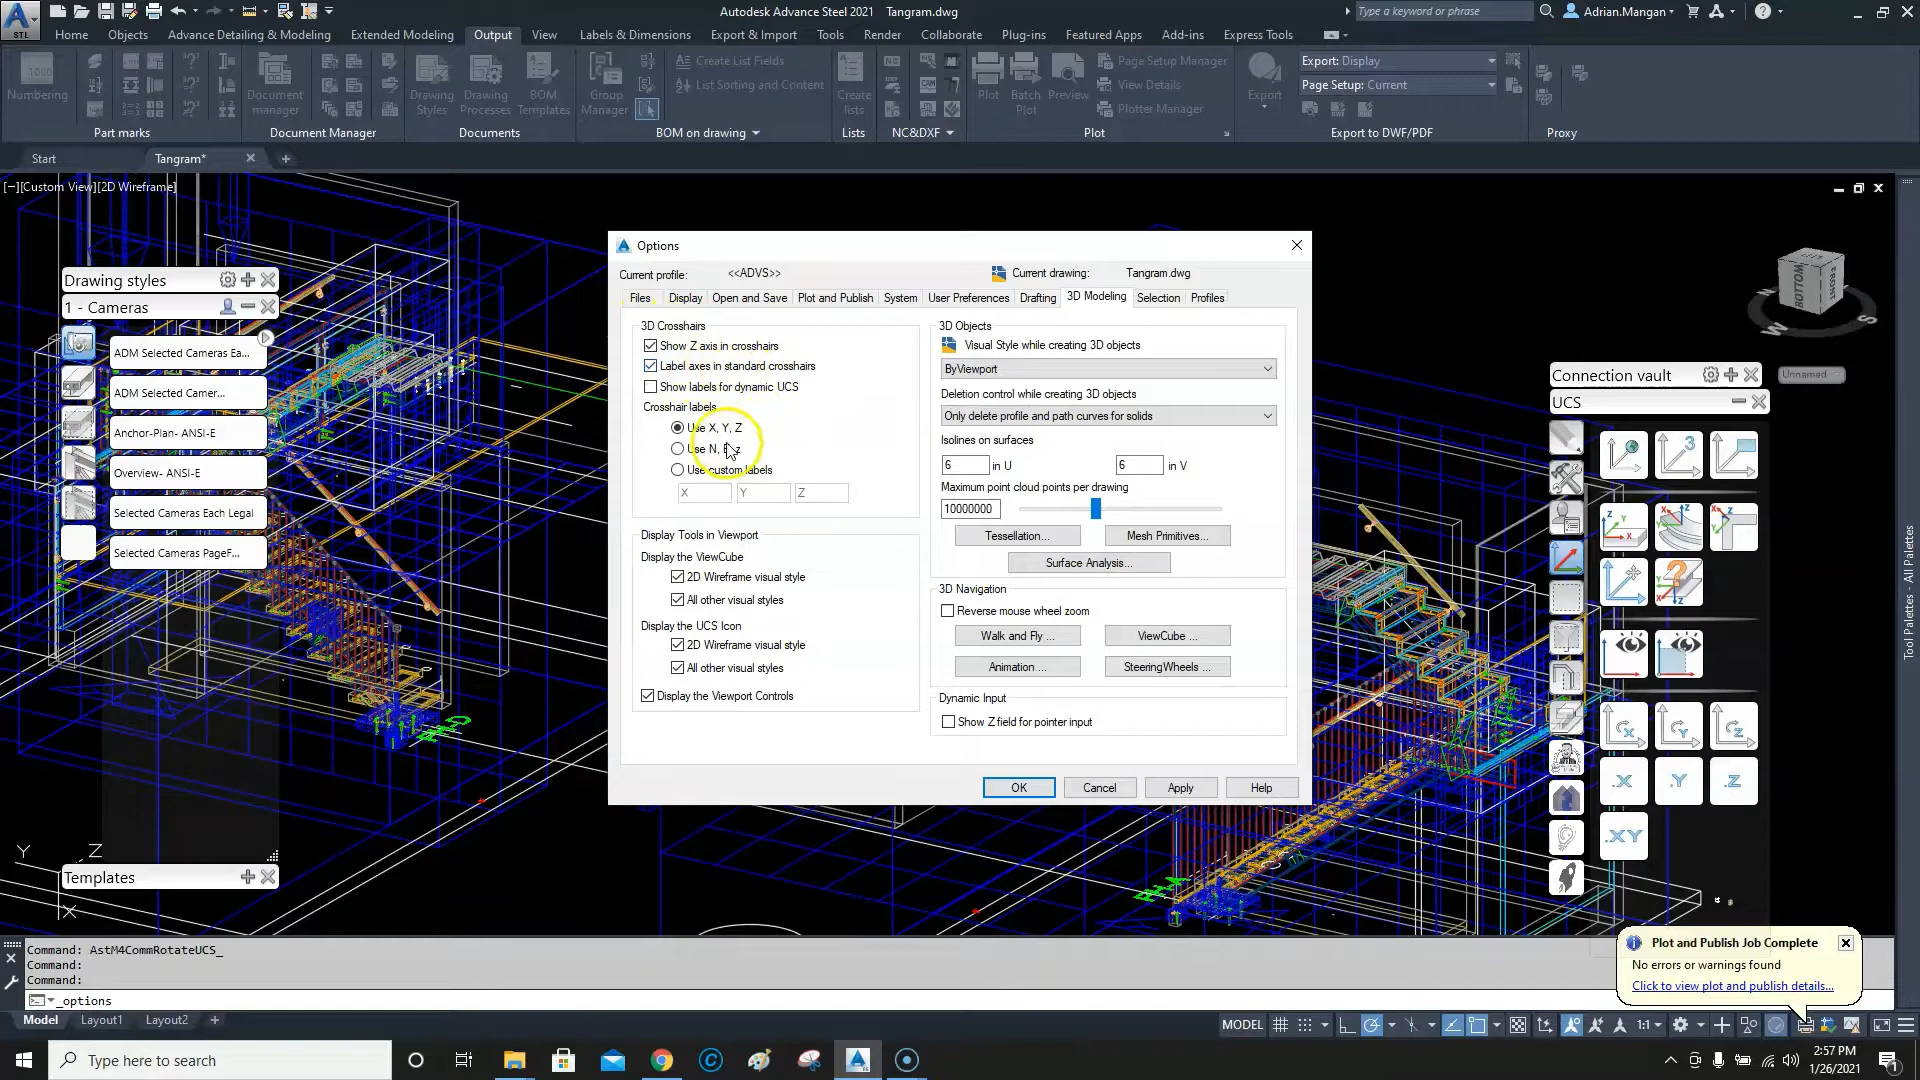 Autodesk Advance Steel 2021 Tangram.dwg
Type a keyword or phrase
Adrian.Mangan
STL
Home Objects Advance Detailing & Modeling Extended Modeling Output View Labels & Dimensions Export & Import Tools Render Collaborate Plug-ins Featured Apps Add-ins Express Tools
Numbering
Document manager
Drawing Styles
Drawing Processes
BOM Templates
Group Manager
Create List Fields
List Sorting and Content
Create lists
Plot
Batch Plot
Preview
Page Setup Manager
View Details
Plotter Manager
Export
Export: Display
Page Setup: Current
Part marks Document Manager Documents BOM on drawing Lists NC&DXF Plot Export to DWF/PDF Proxy
Start Tangram*
[−][Custom View][2D Wireframe]
Drawing styles
1 - Cameras
ADM Selected Cameras Ea...
ADM Selected Camer...
Anchor-Plan- ANSI-E
Overview- ANSI-E
Selected Cameras Each Legal
Selected Cameras PageF...
Templates
Y
Z
X
Options
Current profile: <<ADVS>> Current drawing: Tangram.dwg
Files Display Open and Save Plot and Publish System User Preferences Drafting 3D Modeling Selection Profiles
3D Crosshairs
Show Z axis in crosshairs
Label axes in standard crosshairs
Show labels for dynamic UCS
Crosshair labels
Use X, Y, Z
Use N, E, z
Use custom labels
X Y Z
Display Tools in Viewport
Display the ViewCube
2D Wireframe visual style
All other visual styles
Display the UCS Icon
2D Wireframe visual style
All other visual styles
Display the Viewport Controls
3D Objects
Visual Style while creating 3D objects
ByViewport
Deletion control while creating 3D objects
Only delete profile and path curves for solids
Isolines on surfaces
6 in U 6 in V
Maximum point cloud points per drawing
10000000
Tessellation... Mesh Primitives...
Surface Analysis...
3D Navigation
Reverse mouse wheel zoom
Walk and Fly ... ViewCube ...
Animation ... SteeringWheels ...
Dynamic Input
Show Z field for pointer input
OK Cancel Apply Help
BOTTOM
W
S
Connection vault
Unnamed
UCS
.X .Y .Z
.XY
Tool Palettes - All Palettes
Command: AstM4CommRotateUCS_
Command:
Command:
_options
Plot and Publish Job Complete
No errors or warnings found
Click to view plot and publish details...
Model Layout1 Layout2
MODEL
1:1
Type here to search
2:57 PM
1/26/2021